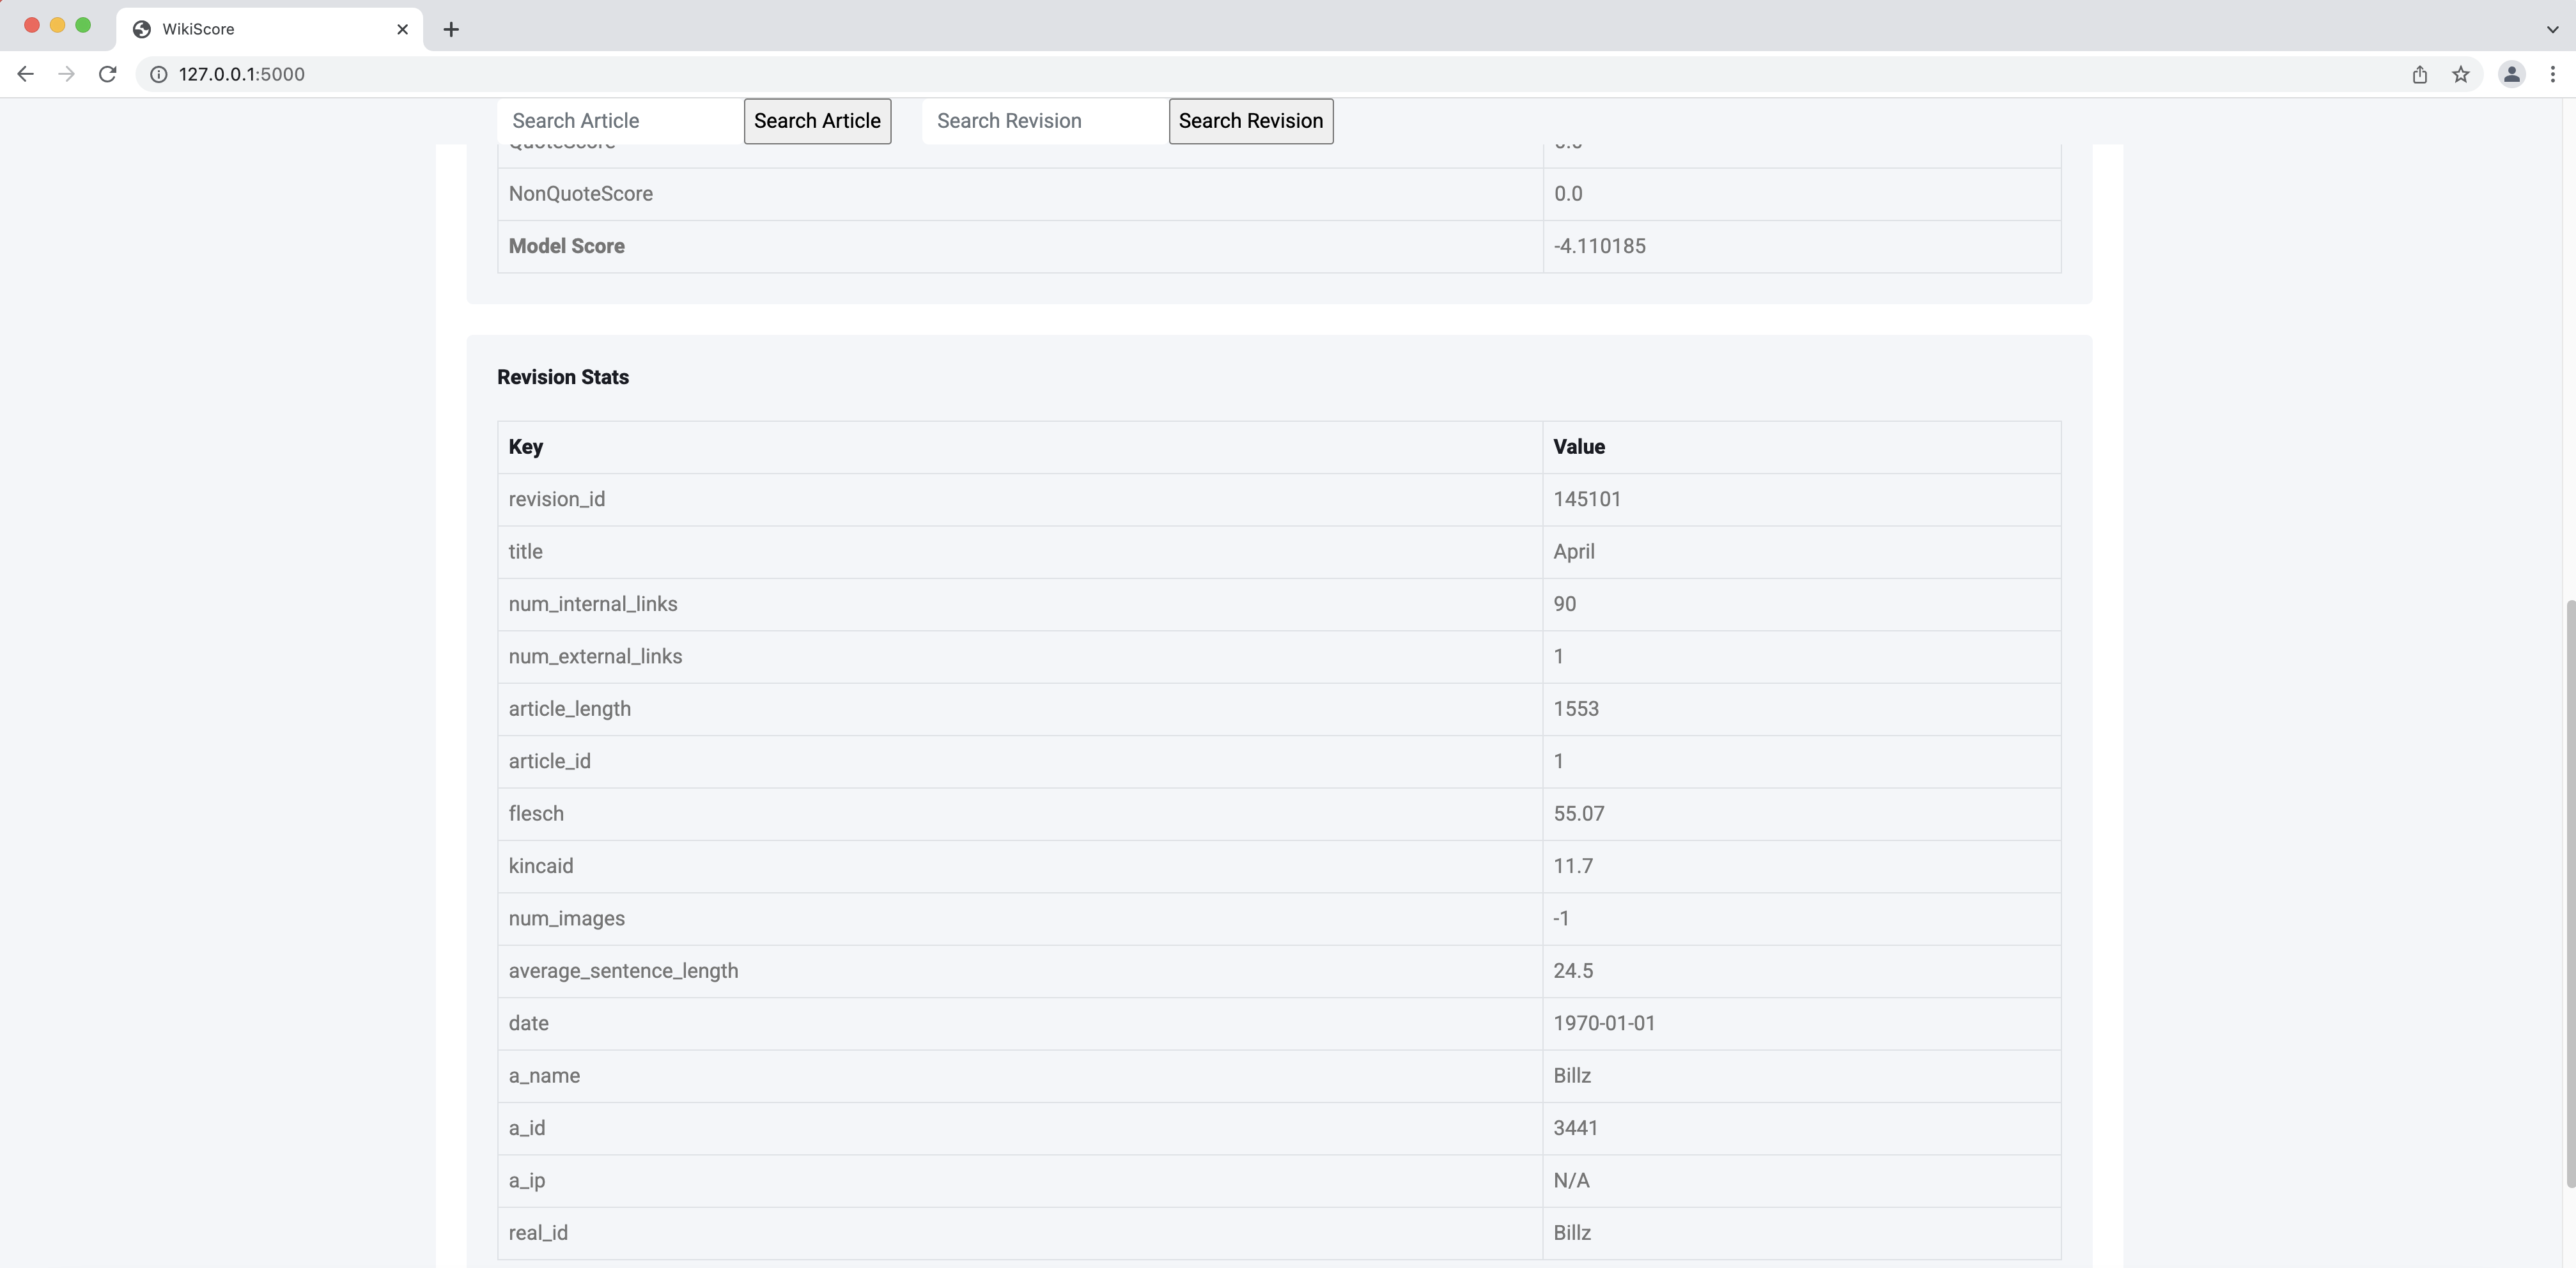 WikiScore
127.0.0.1:5000
Search Article Search Article Search Revision Search Revision
QuoteScore 0.0
NonQuoteScore 0.0
Model Score -4.110185
Revision Stats
Key Value
revision_id 145101
title April
num_internal_links 90
num_external_links 1
article_length 1553
article_id 1
flesch 55.07
kincaid 11.7
num_images -1
average_sentence_length 24.5
date 1970-01-01
a_name Billz
a_id 3441
a_ip N/A
real_id Billz